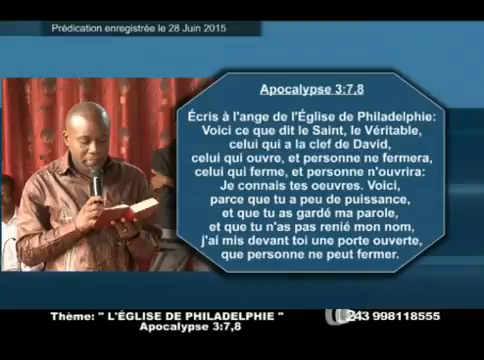 Prédication enregistrée le 28 Juin 2015
Apocalypse 3:7,8
Écris à l'ange de l'Église de Philadelphie:
Voici ce que dit le Saint, le Véritable,
celui qui a la clef de David,
celui qui ouvre, et personne ne fermera,
celui qui ferme, et personne n'ouvrira:
Je connais tes oeuvres. Voici,
parce que tu a peu de puissance,
et que tu as gardé ma parole,
et que tu n'as pas renié mon nom,
j'ai mis devant toi une porte ouverte,
que personne ne peut fermer.
Thème: " L'ÉGLISE DE PHILADELPHIE "
Apocalypse 3:7,8
243 998118555